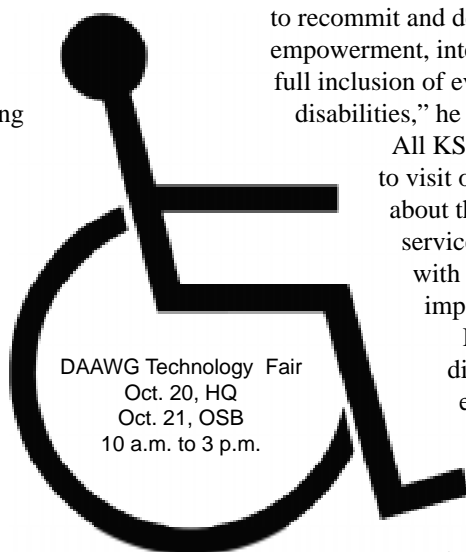 ng
to recommit and de
empowerment, inte
full inclusion of ev
disabilities,” he
All KS
to visit o
about th
service
with
imp
di
e
DAAWG Technology Fair
Oct. 20, HQ
Oct. 21, OSB
10 a.m. to 3 p.m.